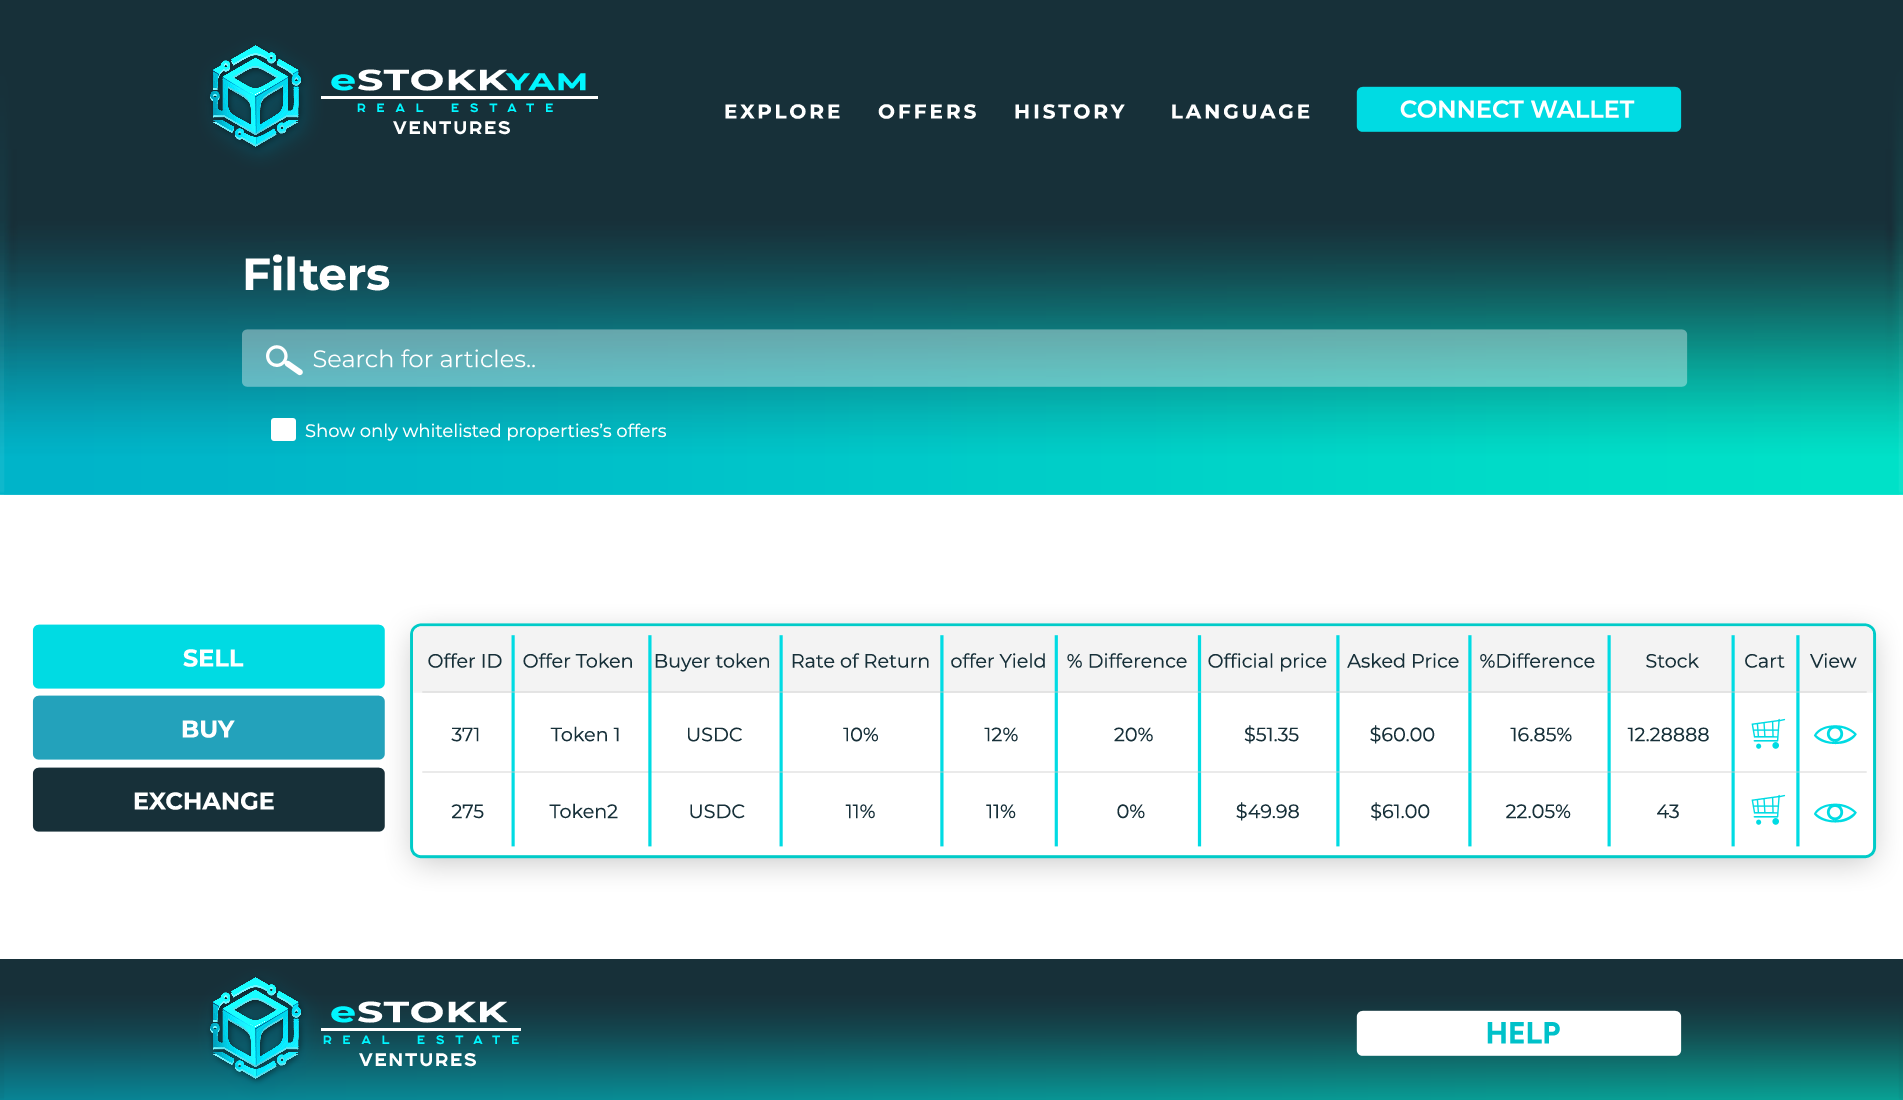 eSTOKKYAM
REAL ESTATE
VENTURES
EXPLORE OFFERS HISTORY LANGUAGE CONNECT WALLET
Filters
Search for articles..
Show only whitelisted properties's offers
SELL
BUY
EXCHANGE
Offer ID Offer Token Buyer token Rate of Return offer Yield % Difference Official price Asked Price %Difference Stock Cart View
371 Token 1 USDC 10% 12% 20% $51.35 $60.00 16.85% 12.28888
275 Token2 USDC 11% 11% 0% $49.98 $61.00 22.05% 43
eSTOKK
REAL ESTATE
VENTURES
HELP